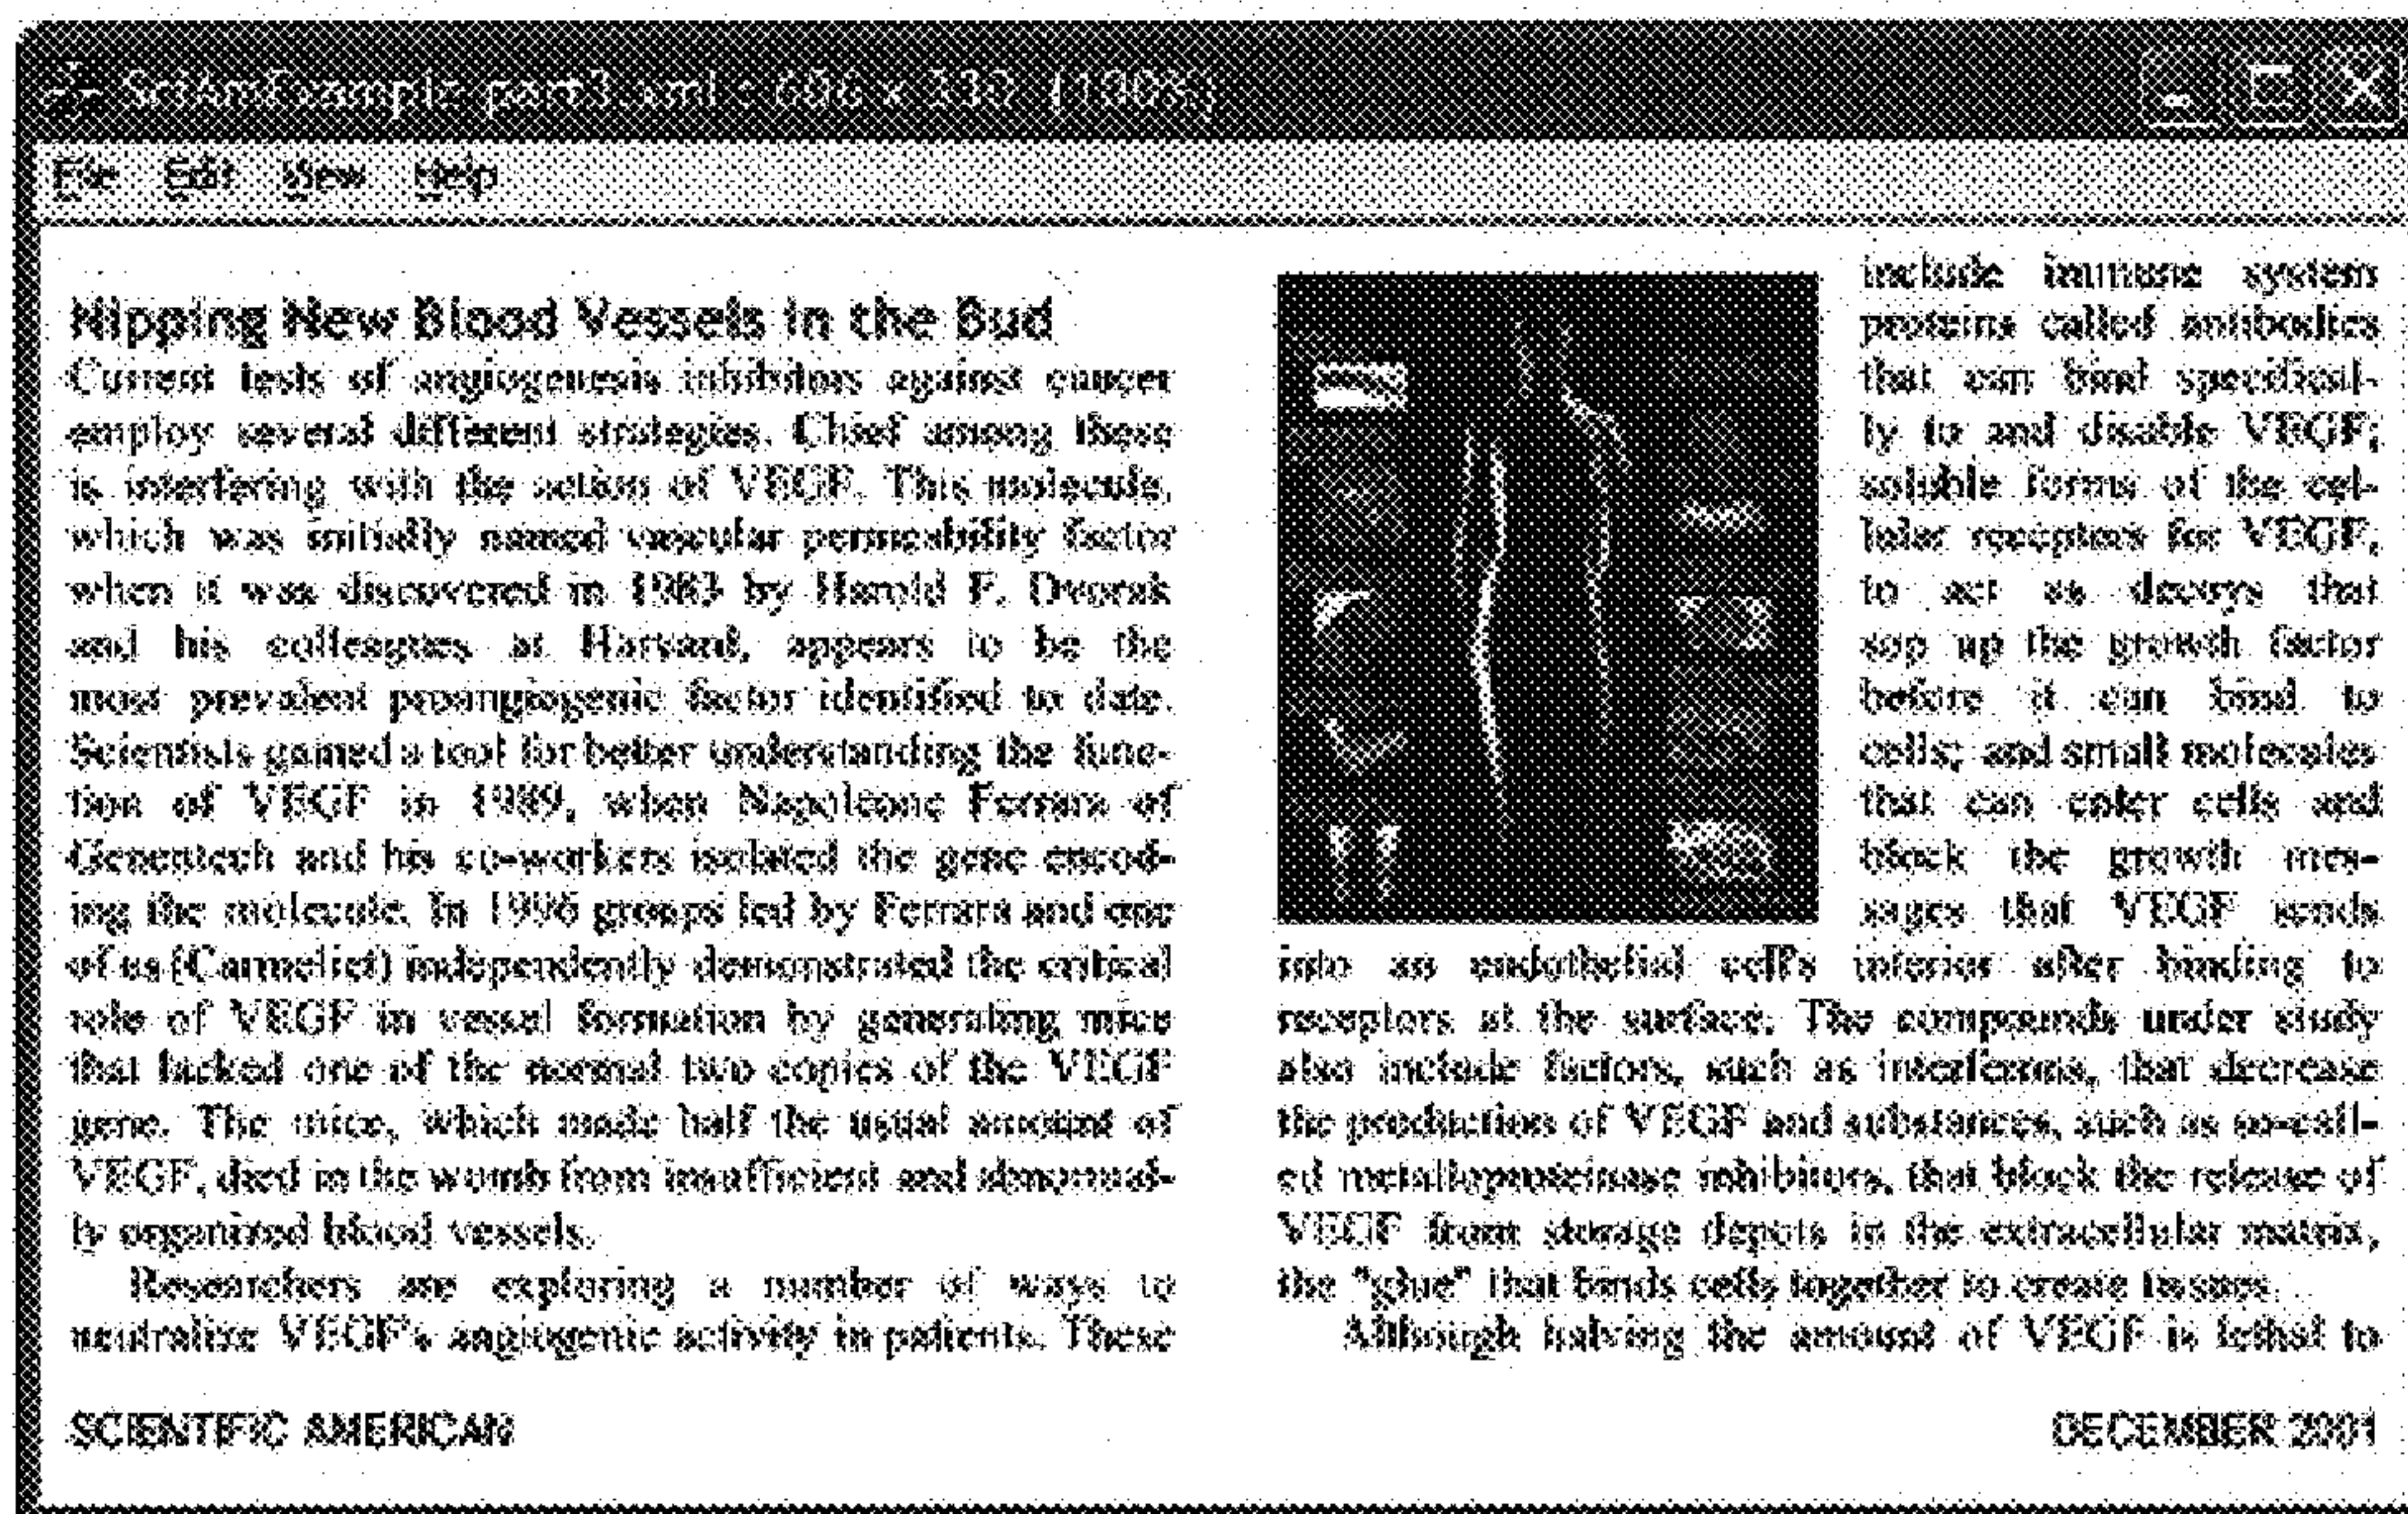 SciAmExample-part3.xml : 606 x 332 (100%)
File Edit View Help
Nipping New Blood Vessels in the Bud
Current tests of angiogenesis inhibitors against cancer
employ several different strategies. Chief among these
is interfering with the action of VEGF. This molecule,
which was initially named vascular permeability factor
when it was discovered in 1983 by Harold F. Dvorak
and his colleagues at Harvard, appears to be the
most prevalent proangiogenic factor identified to date.
Scientists gained a tool for better understanding the func-
tion of VEGF in 1989, when Napoleone Ferrara of
Genentech and his co-workers isolated the gene encod-
ing the molecule. In 1996 groups led by Ferrara and one
of us (Carmeliet) independently demonstrated the critical
role of VEGF in vessel formation by generating mice
that lacked one of the normal two copies of the VEGF
gene. The mice, which made half the usual amount of
VEGF, died in the womb from insufficient and abnormal-
ly organized blood vessels.
Researchers are exploring a number of ways to
neutralize VEGF's angiogenic activity in patients. These
include immune system
proteins called antibodies
that can bind specifical-
ly to and disable VEGF;
soluble forms of the cel-
lular receptors for VEGF,
to act as decoys that
sop up the growth factor
before it can bind to
cells; and small molecules
that can enter cells and
block the growth mes-
sages that VEGF sends
into an endothelial cell's interior after binding to
receptors at the surface. The compounds under study
also include factors, such as interferons, that decrease
the production of VEGF and substances, such as so-call-
ed metalloproteinase inhibitors, that block the release of
VEGF from storage depots in the extracellular matrix,
the "glue" that binds cells together to create tissues.
Although halving the amount of VEGF is lethal to
SCIENTIFIC AMERICAN
DECEMBER 2001